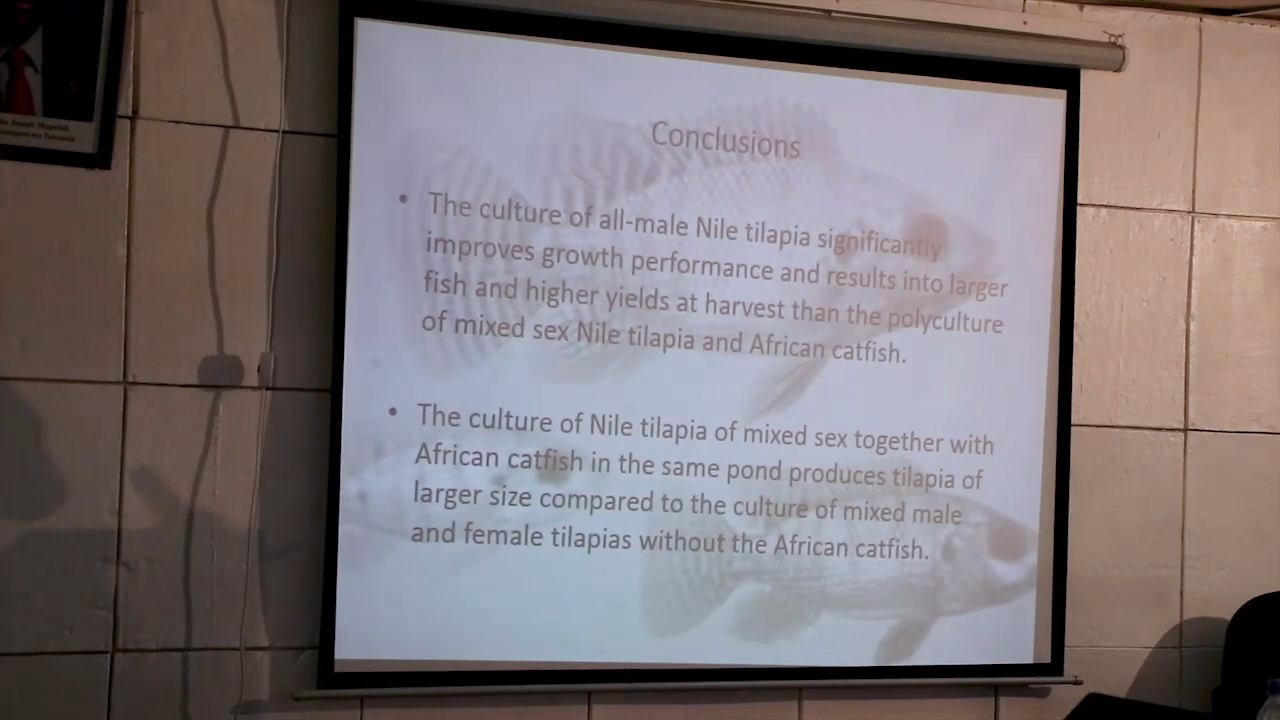 Conclusions
• The culture of all-male Nile tilapia significantly
improves growth performance and results into larger
fish and higher yields at harvest than the polyculture
of mixed sex Nile tilapia and African catfish.
• The culture of Nile tilapia of mixed sex together with
African catfish in the same pond produces tilapia of
larger size compared to the culture of mixed male
and female tilapias without the African catfish.